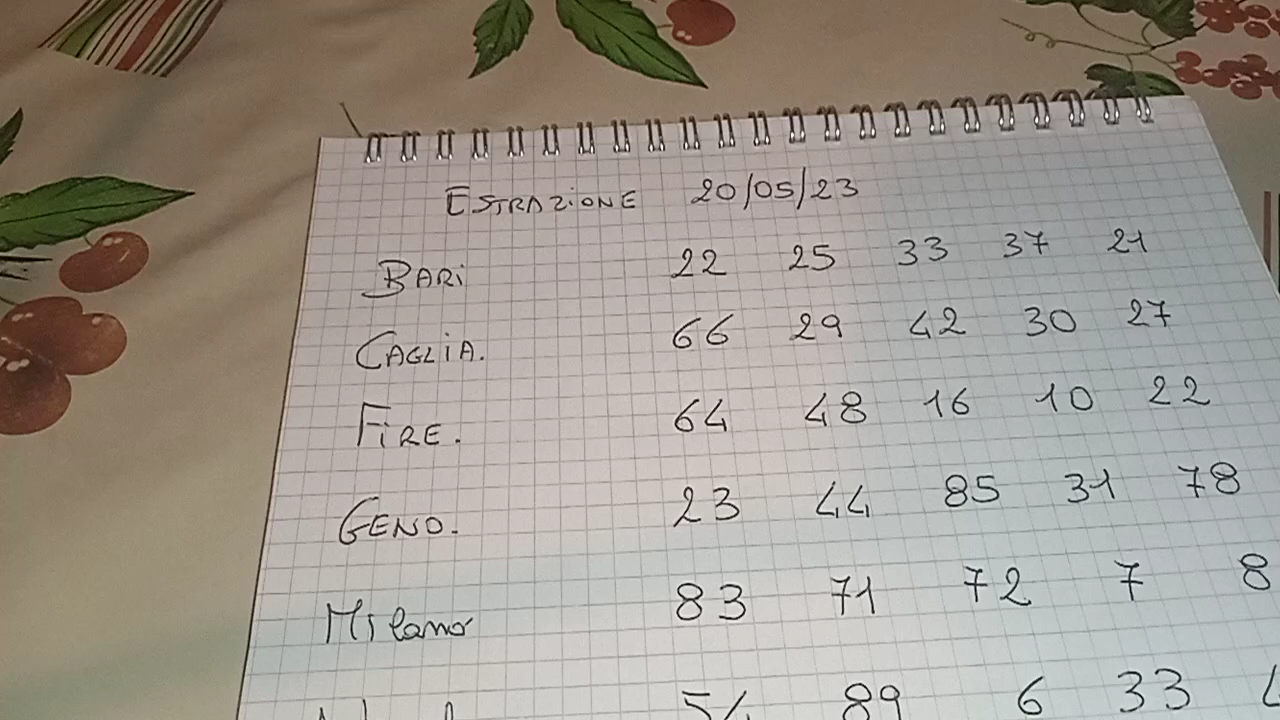 ESTRAZIONE 20/05/23
BARI 22 25 33 37 21
CAGLIA. 66 29 42 30 27
FIRE. 64 48 16 10 22
GENO. 23 44 85 31 78
Milano 83 71 72 7 8
54 89 6 33